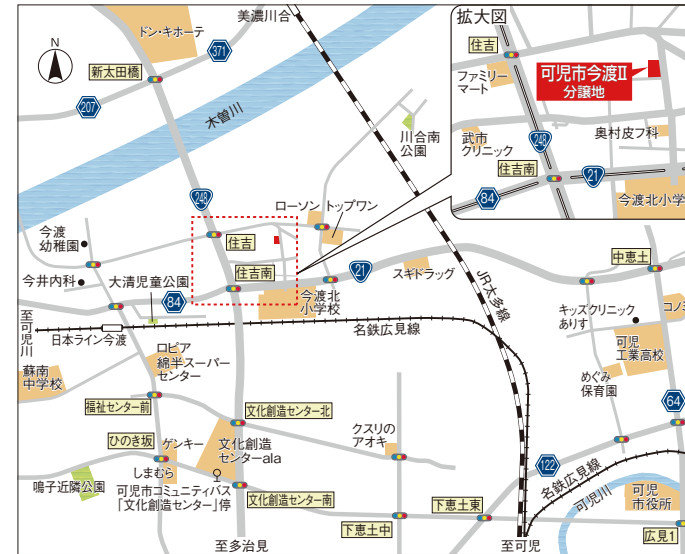 N
ドン・キホーテ
美濃川合
371
新太田橋
207
木曽川
川合南
公園
248
今渡
幼稚園
住吉
ローソン
トップワン
今井内科
大清児童公園
住吉南
84
21
今渡北
小学校
スギドラッグ
JR太多線
至可児川
日本ライン今渡
名鉄広見線
蘇南
中学校
ロピア
綿半スーパー
センター
福祉センター前
文化創造センター北
ひのき坂
ゲンキー
文化創造
センターala
クスリの
アオキ
しまむら
鳴子近隣公園
可児市コミュニティバス
「文化創造センター」停
文化創造センター南
至多治見
下恵土中
下恵土東
至可児
122
名鉄広見線
可児川
可児
市役所
広見1
中恵土
キッズクリニック
ありす
コノミ
可児
工業高校
めぐみ
保育園
64
拡大図
住吉
ファミリー
マート
可児市今渡II
分譲地
武市
クリニック
248
奥村皮フ科
住吉南
21
84
今渡北小学